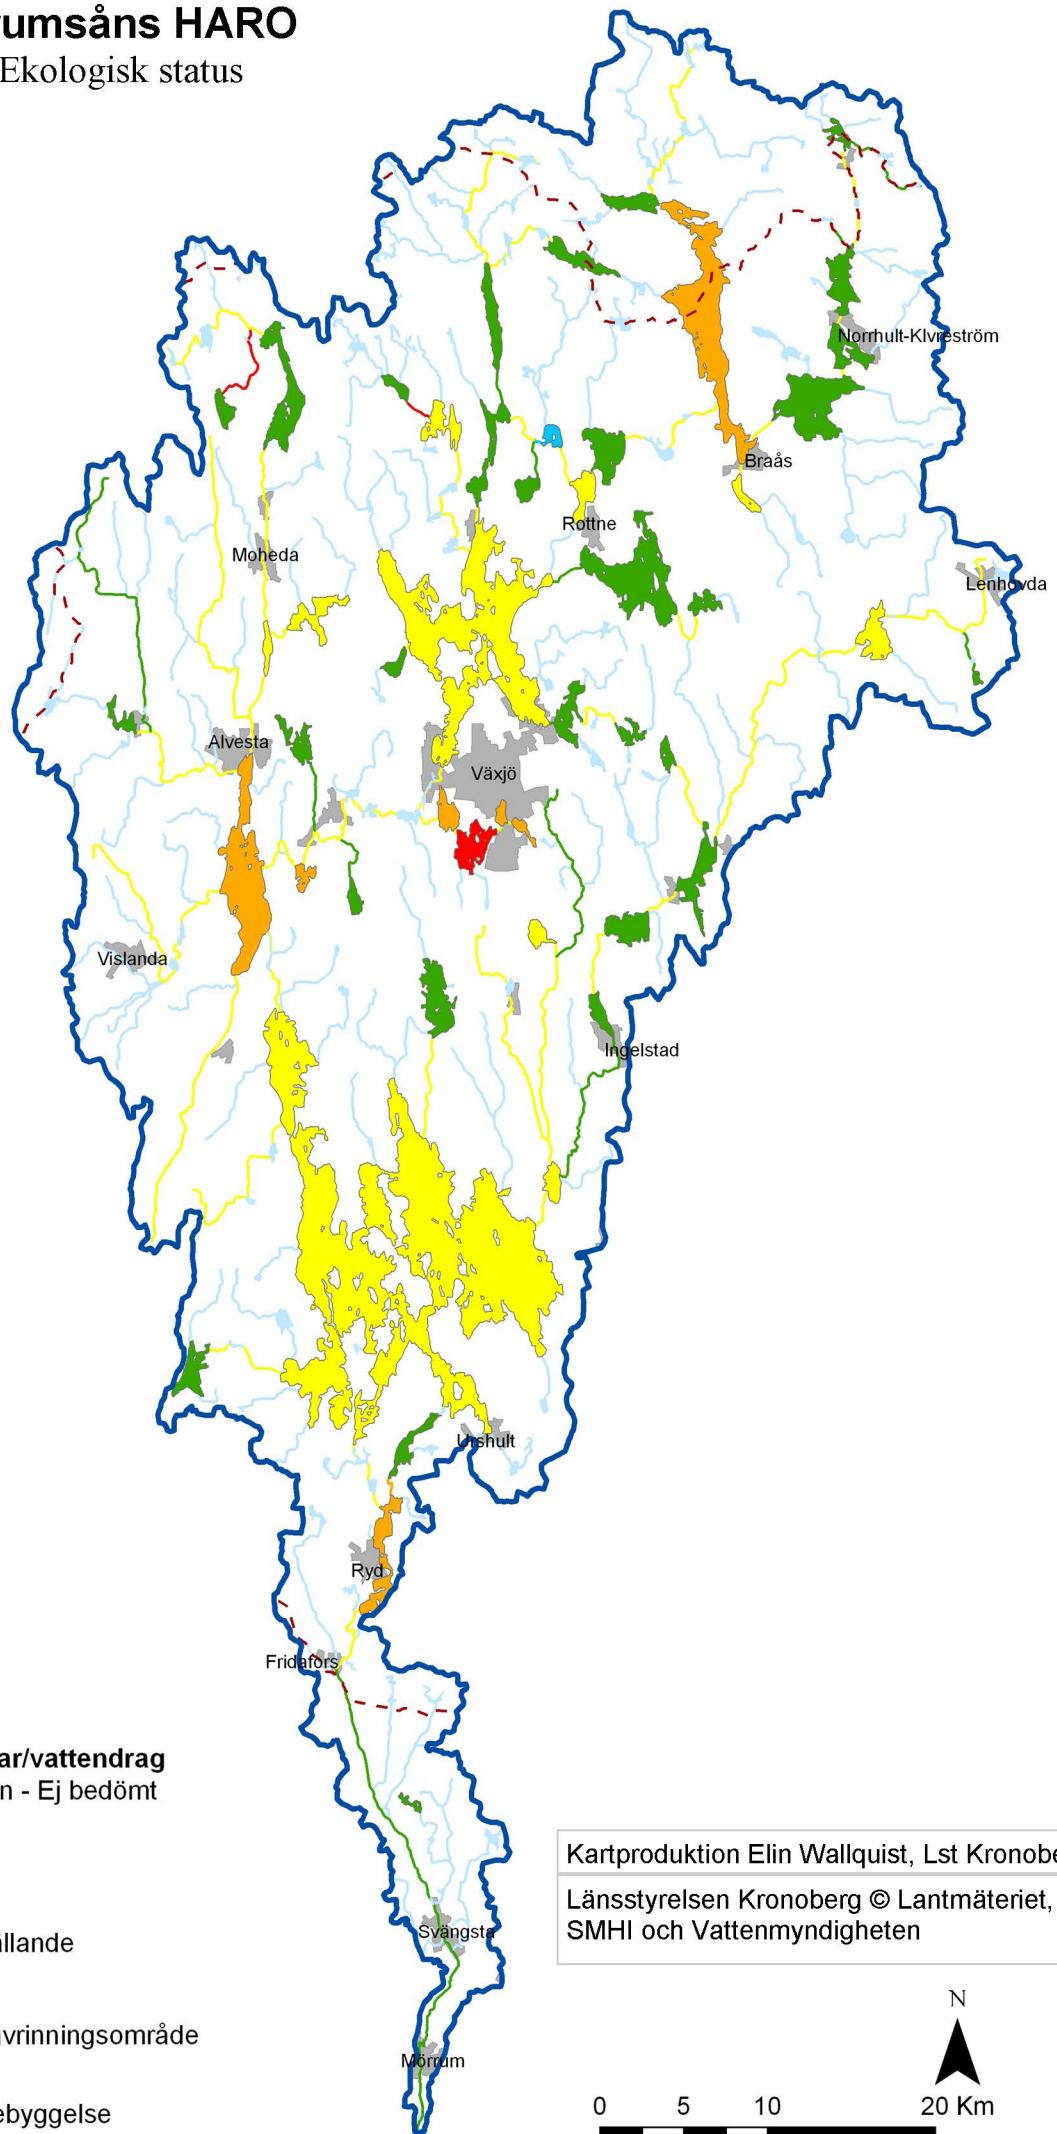 umsåns HARO
Ekologisk status
Norrhult-Klvreström
Braås
Rottne
Moheda
Lenhovda
Alvesta
Växjö
Vislanda
Ingelstad
Urshult
Ryd
Fridafors
ar/vattendrag
n - Ej bedömt
Kartproduktion Elin Wallquist, Lst Kronobe
Länsstyrelsen Kronoberg © Lantmäteriet,
SMHI och Vattenmyndigheten
Svängsta
llande
vrinningsområde
Mörrum
ebyggelse
N
0 5 10 20 Km